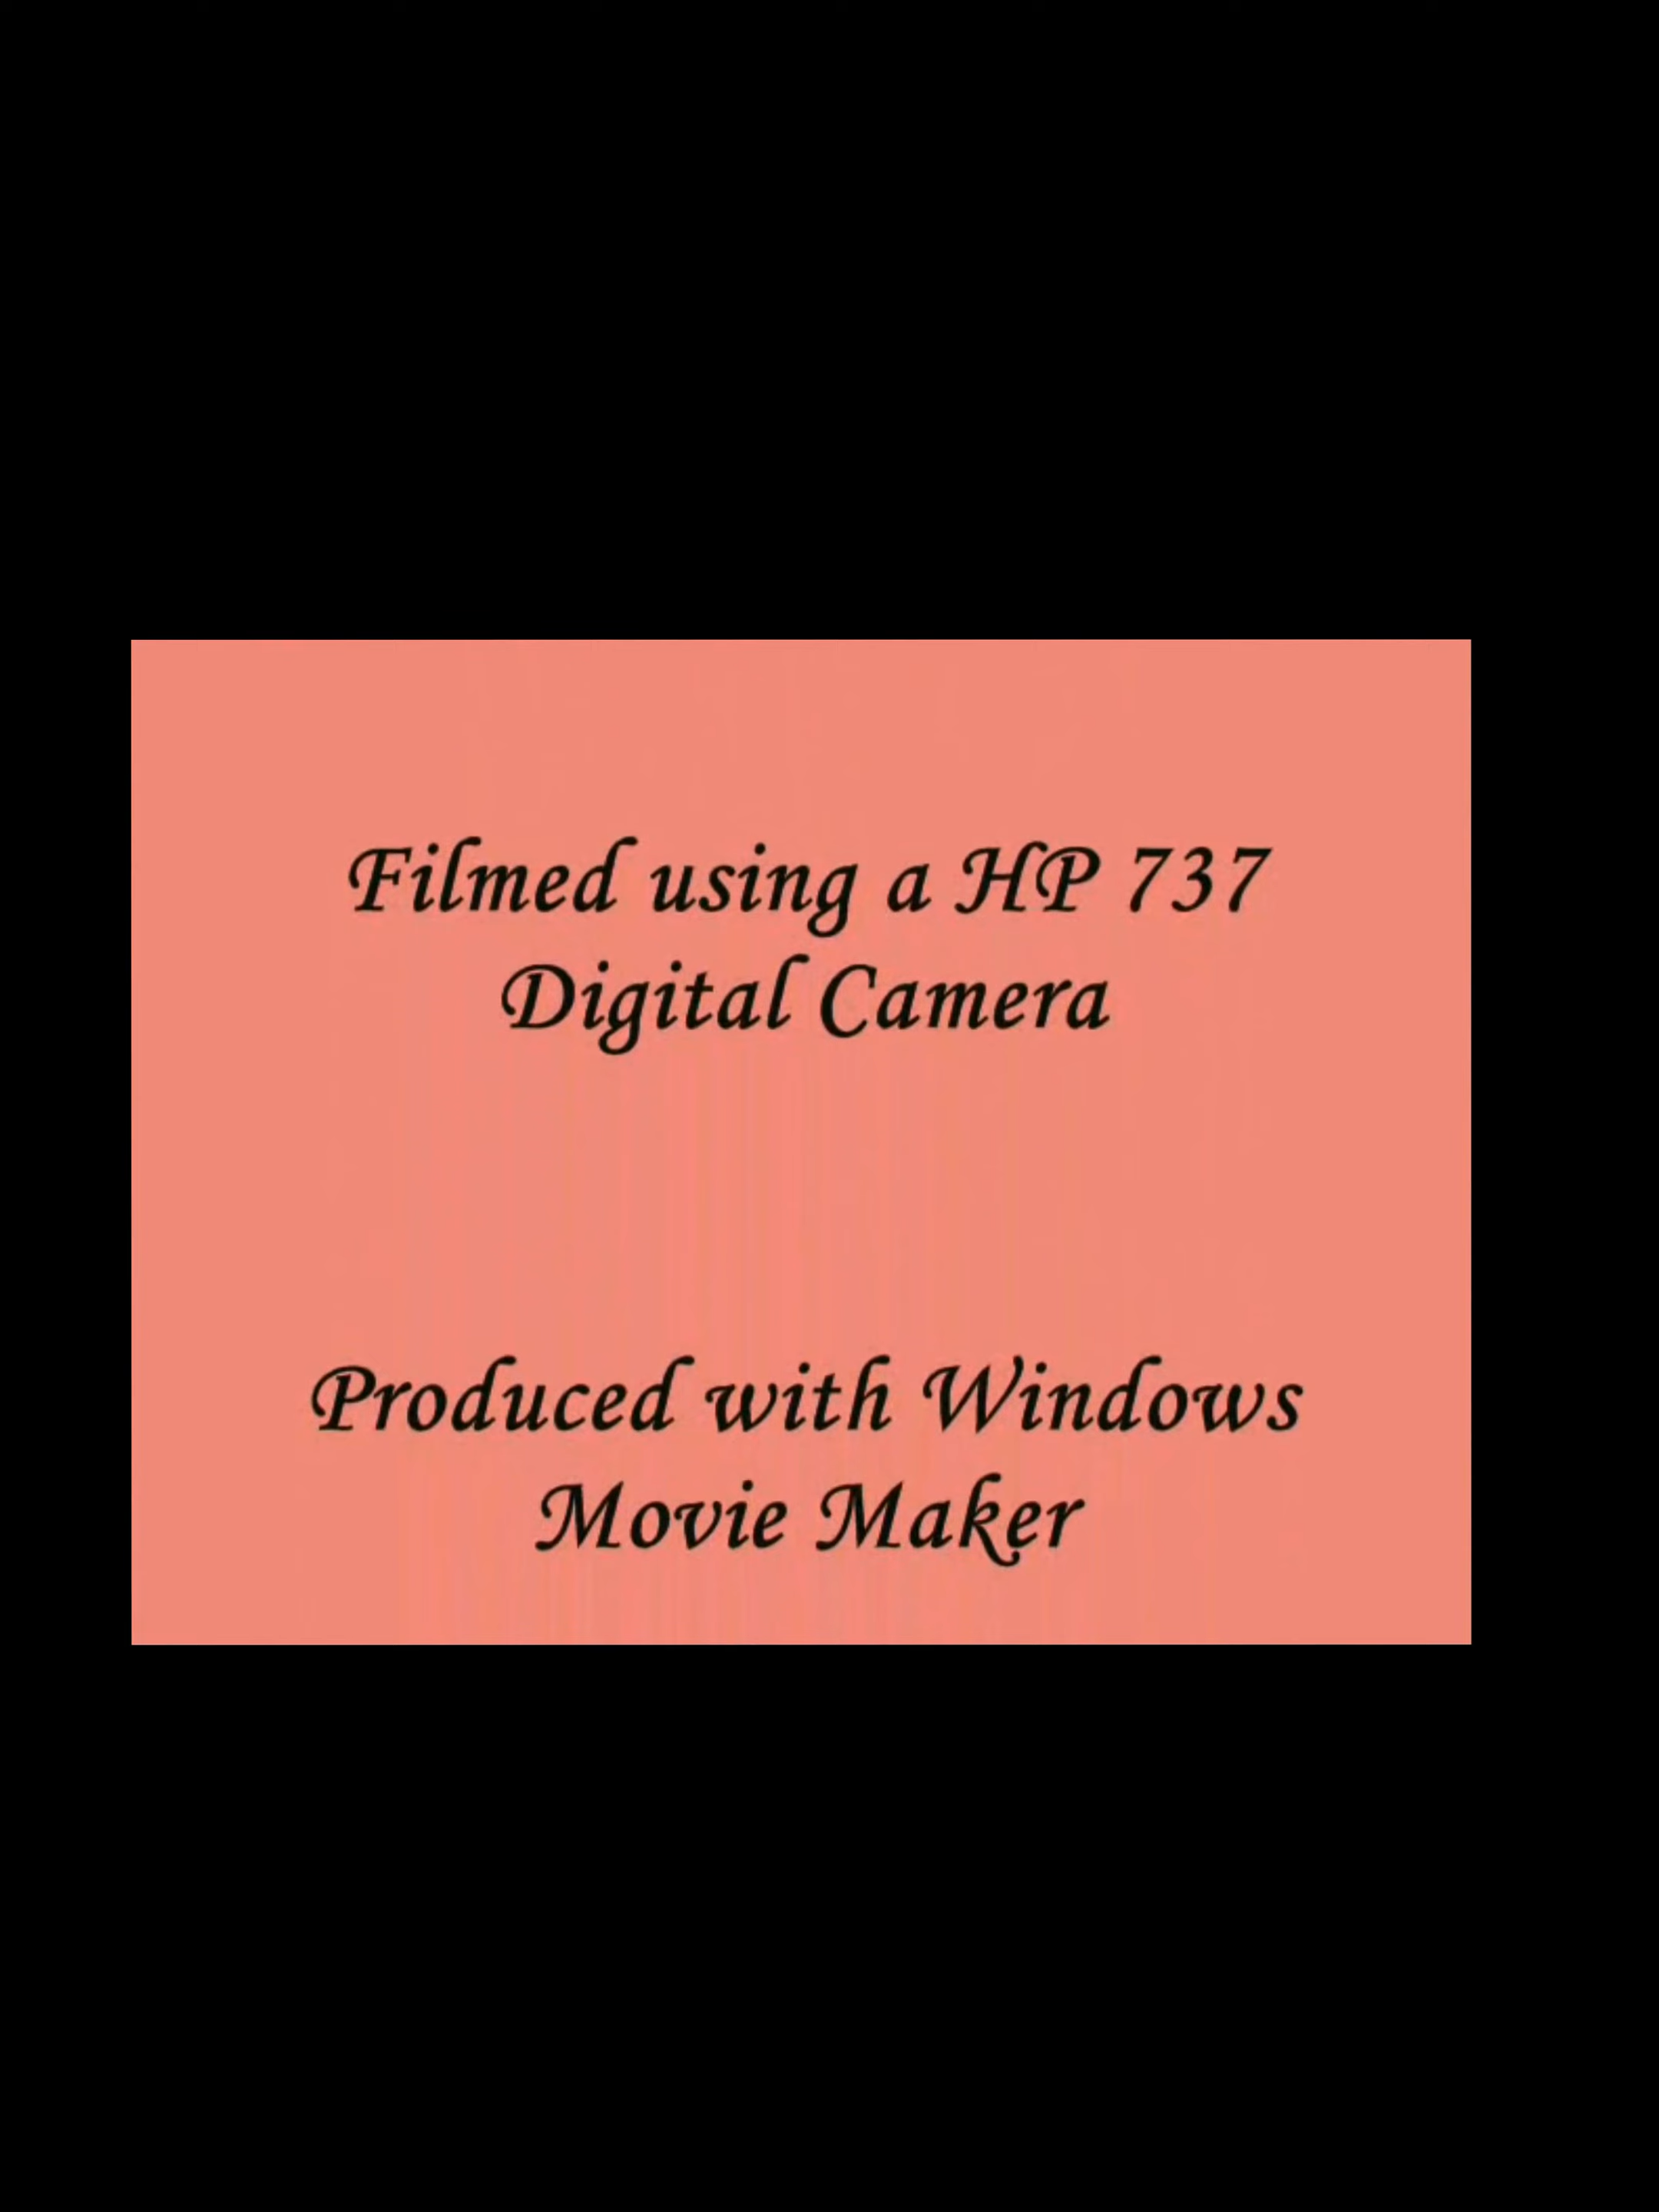 Filmed using a HP 737
Digital Camera
Produced with Windows
Movie Maker